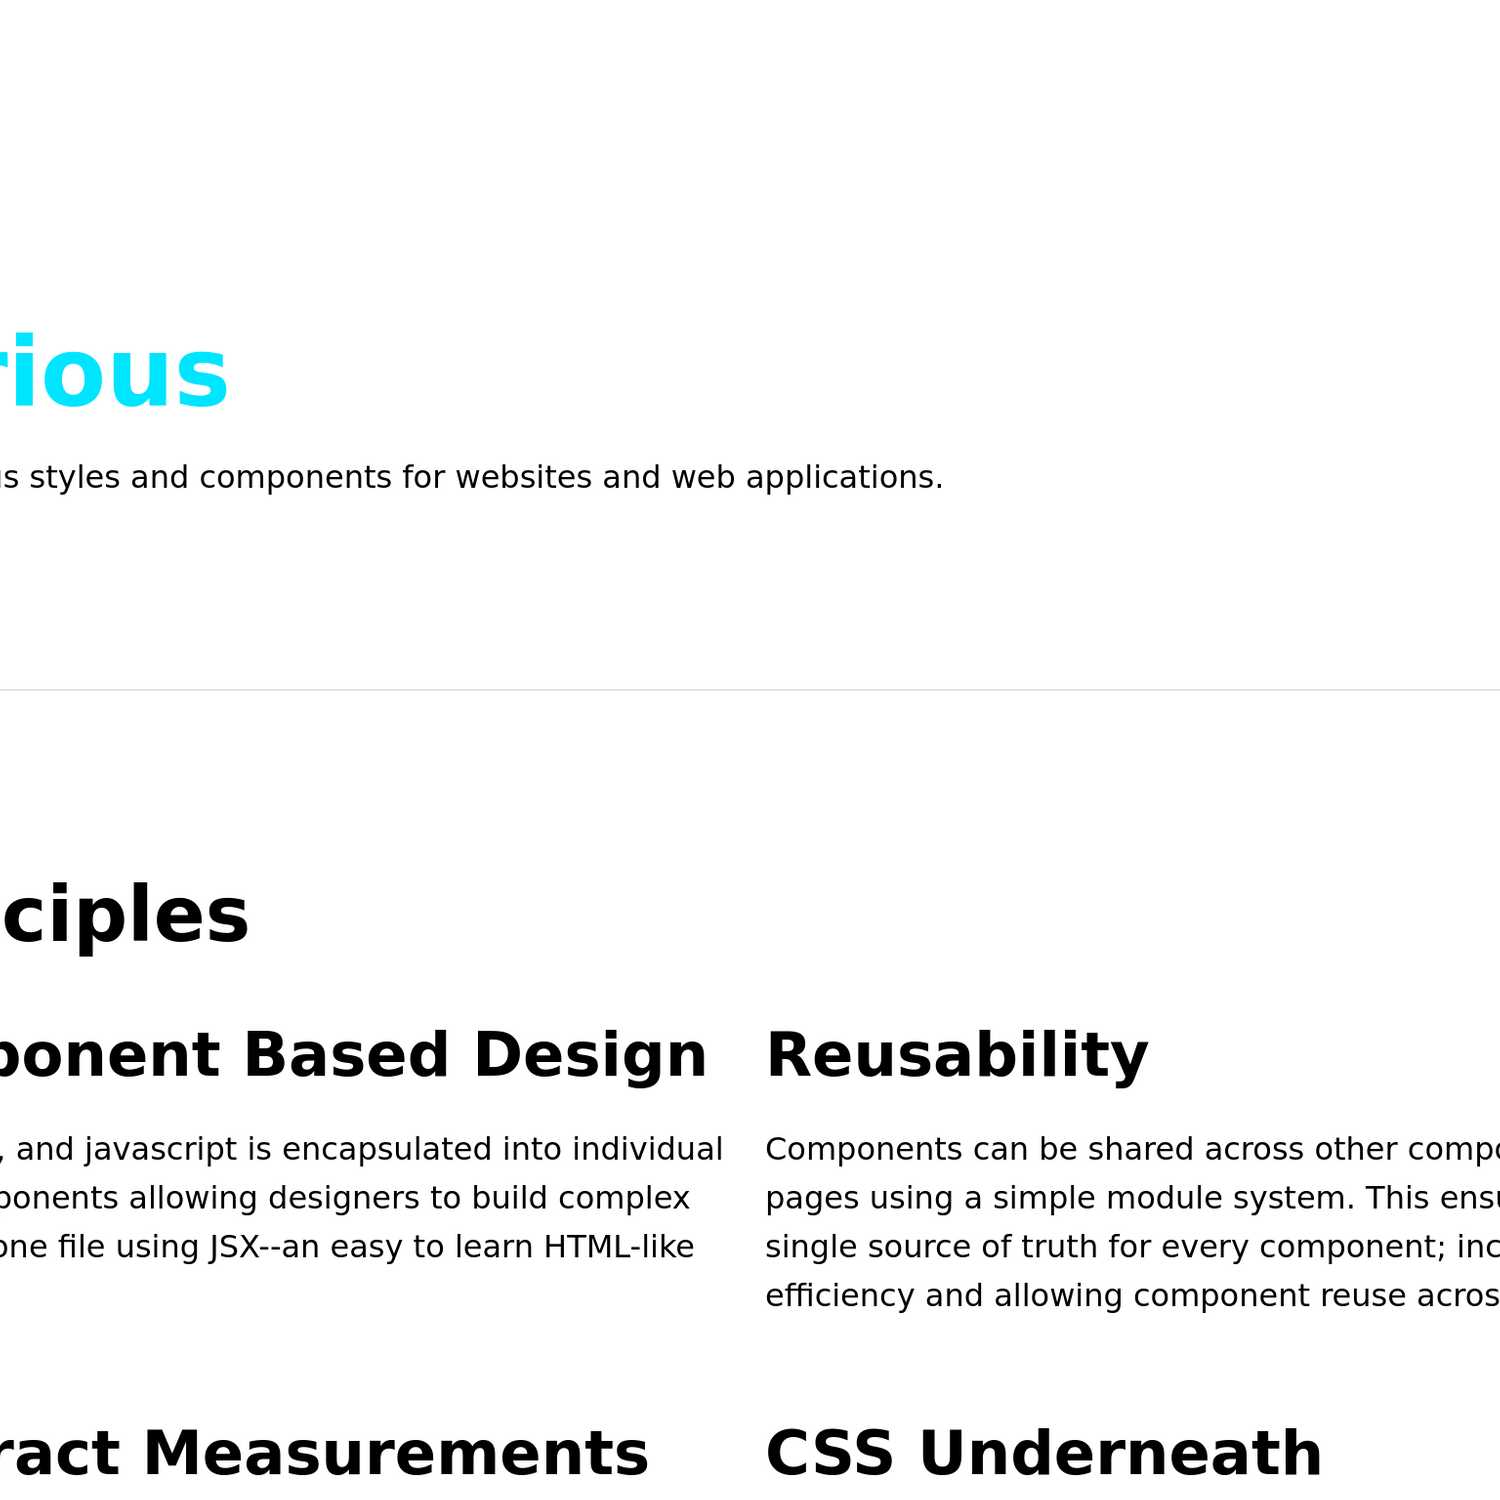 rious
us styles and components for websites and web applications.
ciples
ponent Based Design
, and javascript is encapsulated into individual
ponents allowing designers to build complex
one file using JSX--an easy to learn HTML-like
Reusability
Components can be shared across other compo
pages using a simple module system. This ensu
single source of truth for every component; inc
efficiency and allowing component reuse acros
ract Measurements
CSS Underneath